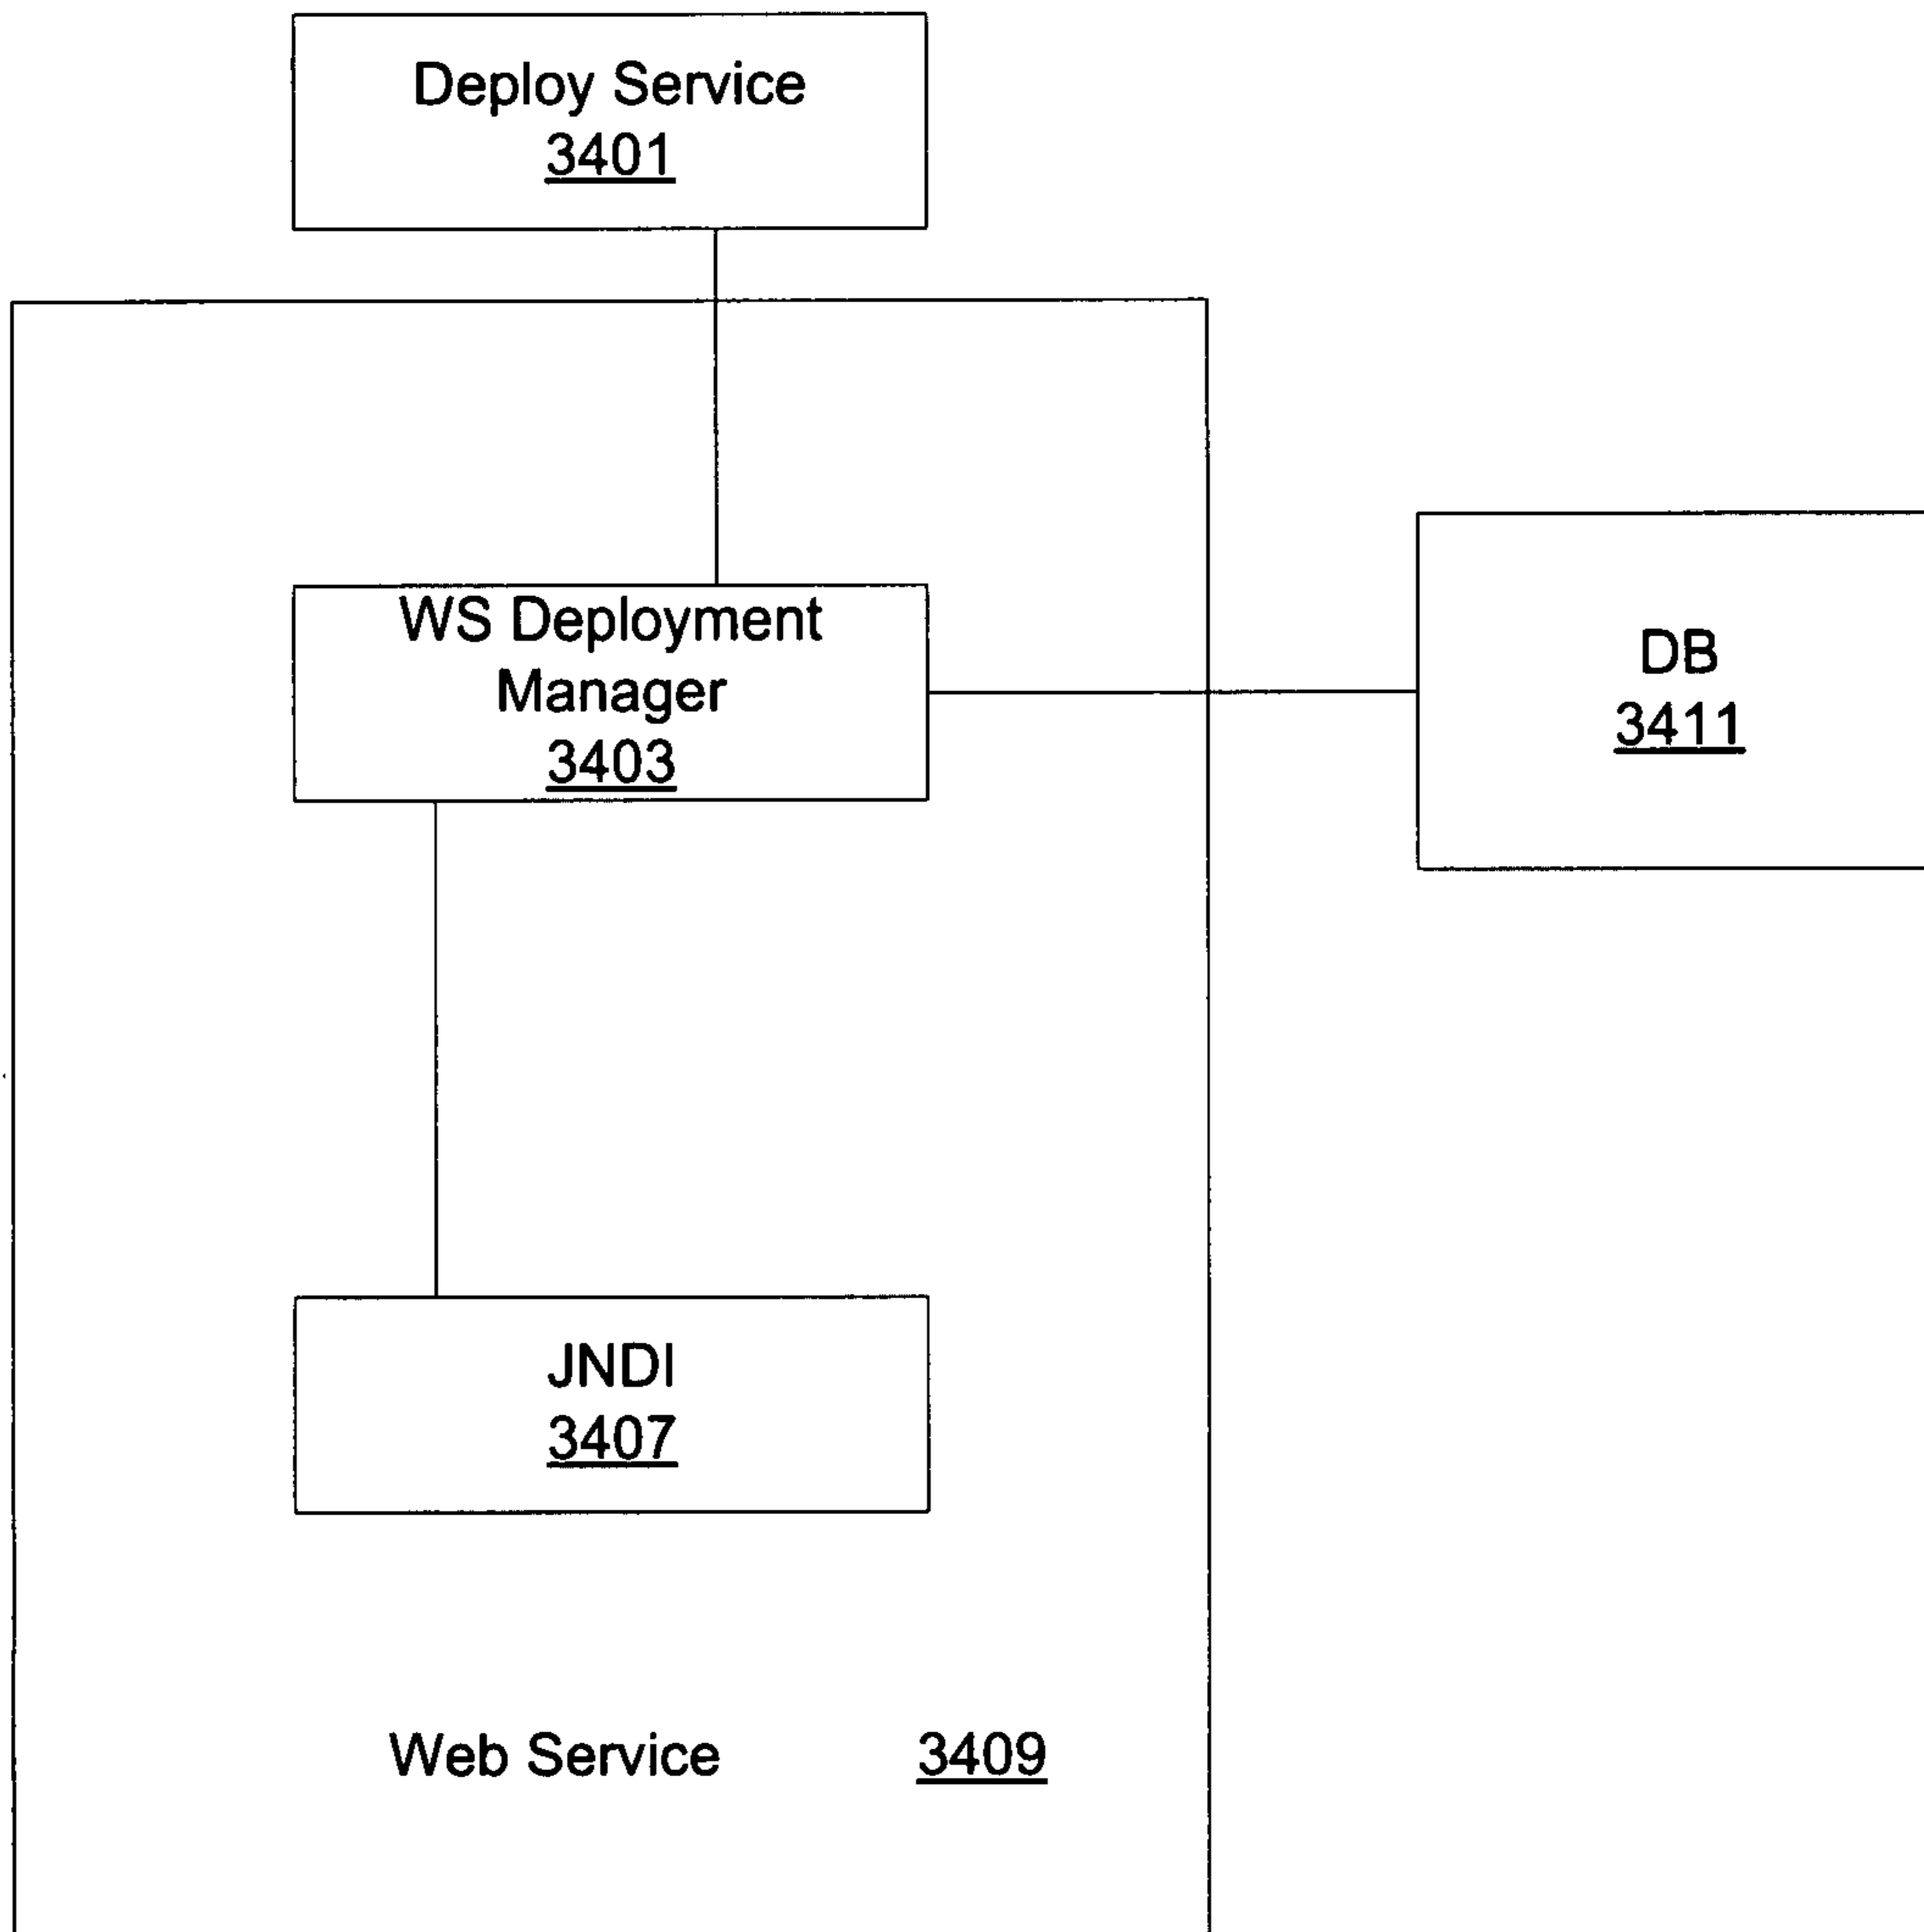 Deploy Service
3401
WS Deployment
Manager
3403
DB
3411
JNDI
3407
Web Service 3409